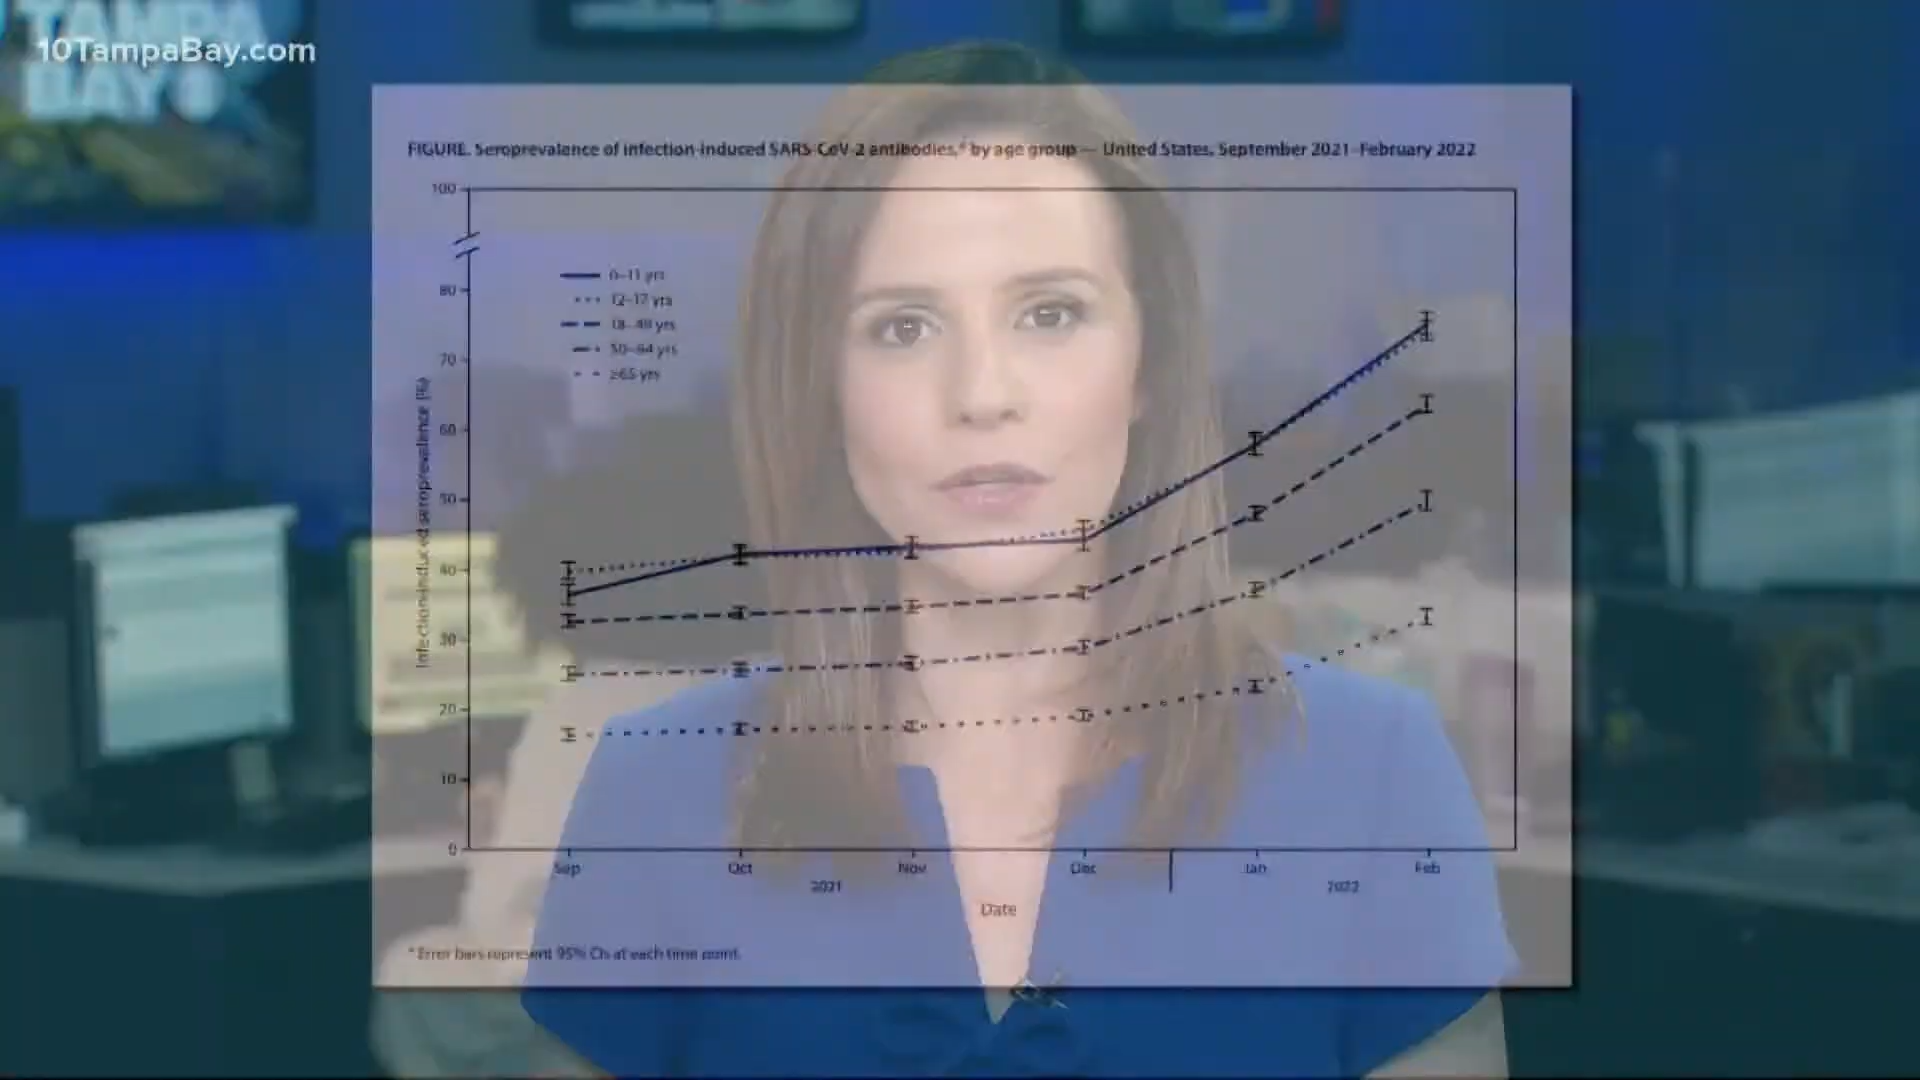 TAMPA
BAY
10TampaBay.com
FIGURE. Seroprevalence of infection-induced SARS-CoV-2 antibodies,* by age group — United States, September 2021–February 2022
100
80
70
60
50
40
30
20
10
0
Infection-induced seroprevalence (%)
0–11 yrs
12–17 yrs
18–49 yrs
50–64 yrs
≥65 yrs
Sep Oct Nov Dec Jan Feb
2021 2022
Date
* Error bars represent 95% CIs at each time point.